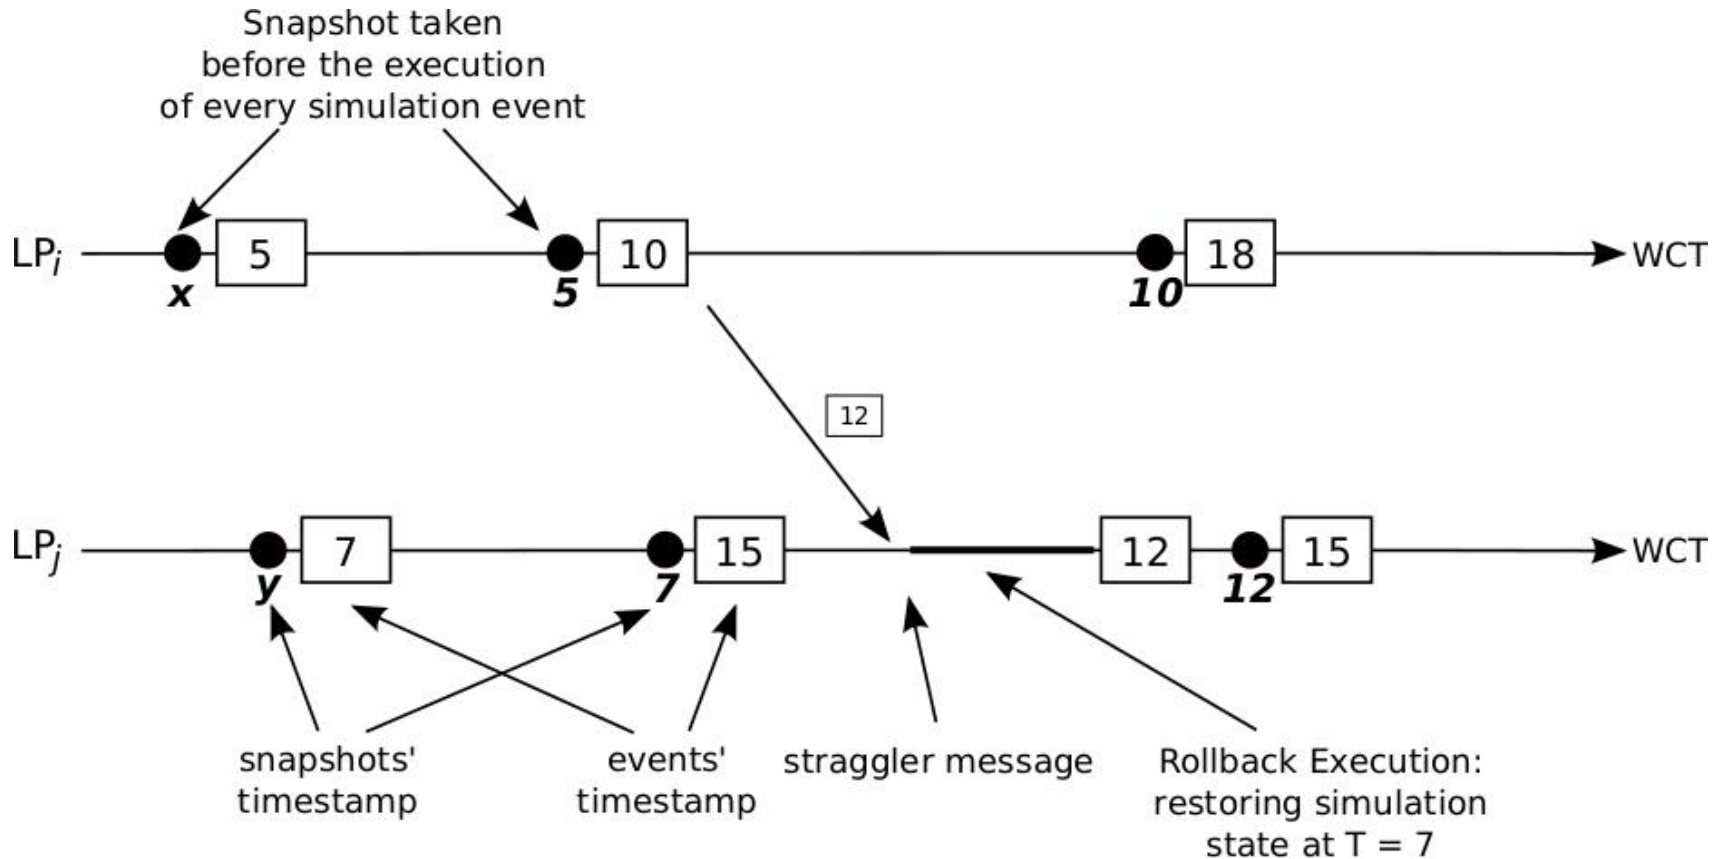 Snapshot taken
before the execution
of every simulation event
LPi
5
10
18
WCT
x
5
10
12
LPj
7
15
12
15
WCT
y
7
12
snapshots'
timestamp
events'
timestamp
straggler message
Rollback Execution:
restoring simulation
state at T = 7